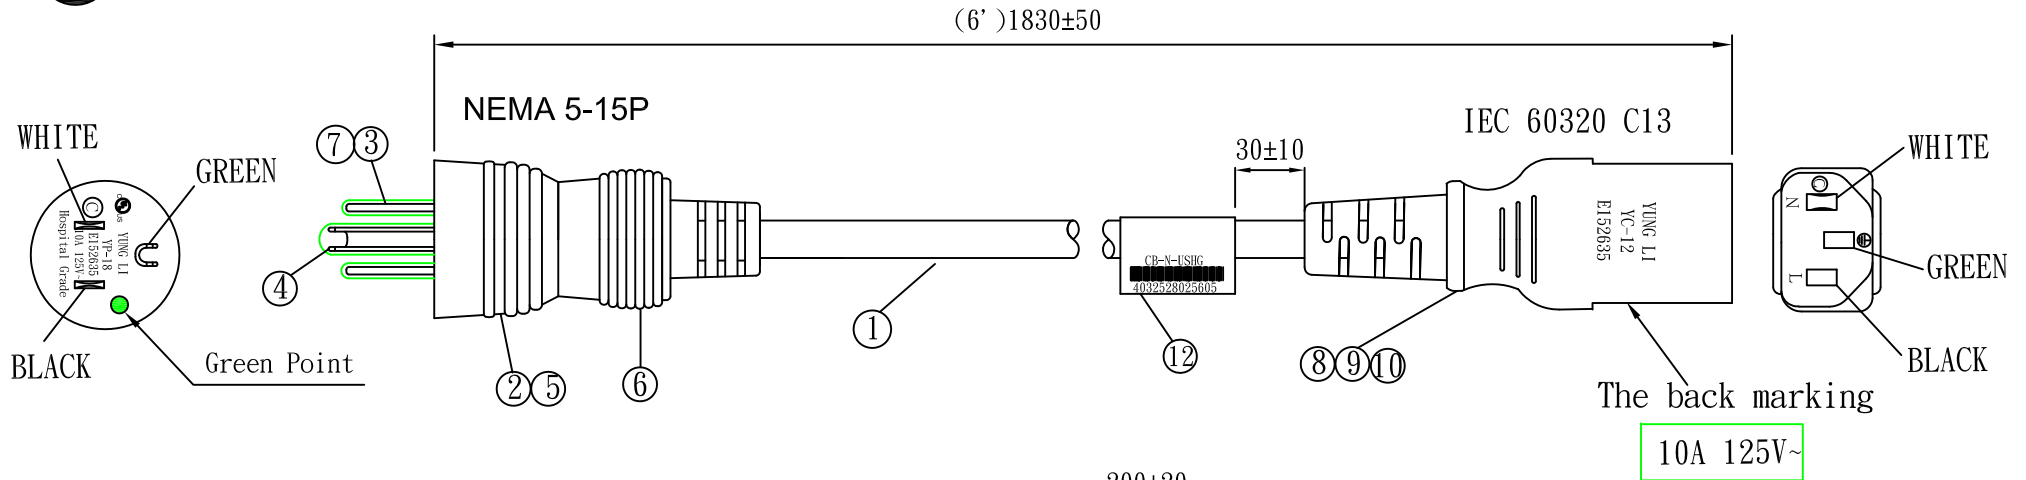 (6')1830±50
NEMA 5-15P
IEC 60320 C13
WHITE
GREEN
7 3
30±10
WHITE
c us
YUNG LI
YP-18
E152635
10A 125V~
Hospital Grade
YUNG LI
YC-12
E152635
N
L
GREEN
CB-N-USHG
4032528025605
4
1
BLACK
Green Point
2 5
6
12
8 9 10
BLACK
The back marking
10A 125V~